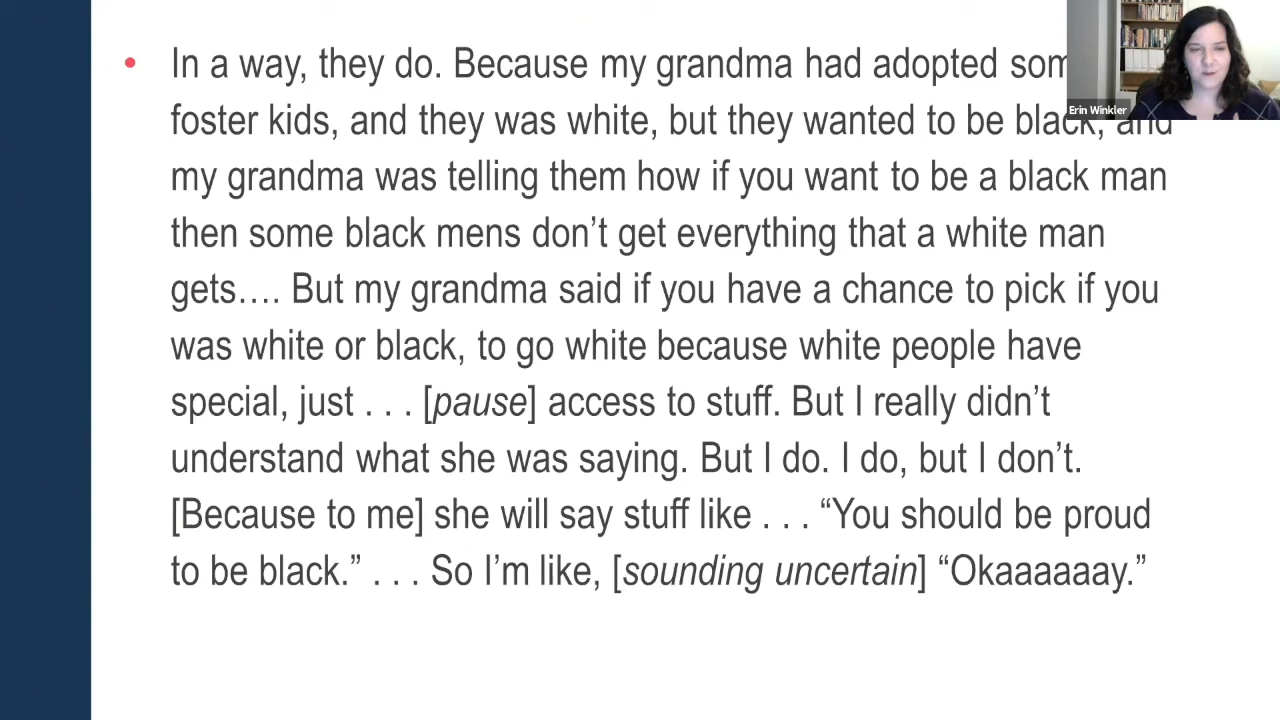 • In a way, they do. Because my grandma had adopted
foster kids, and they was white, but they wanted to be black, and
my grandma was telling them how if you want to be a black man
then some black mens don’t get everything that a white man
gets…. But my grandma said if you have a chance to pick if you
was white or black, to go white because white people have
special, just . . . [pause] access to stuff. But I really didn’t
understand what she was saying. But I do. I do, but I don’t.
[Because to me] she will say stuff like . . . “You should be proud
to be black.” . . . So I’m like, [sounding uncertain] “Okaaaaaay.”
Erin Winkler